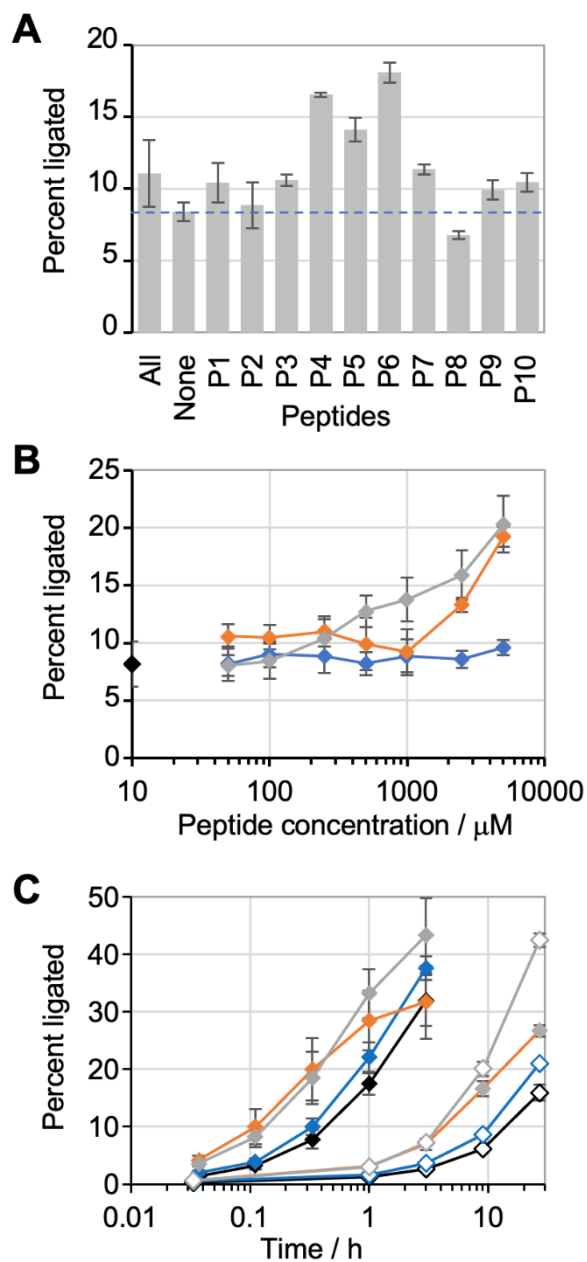 A
Percent ligated
20
15
10
5
0
All
None
P1
P2
P3
P4
P5
P6
P7
P8
P9
P10
Peptides
B
Percent ligated
25
20
15
10
5
0
10
100
1000
10000
Peptide concentration / μM
C
Percent ligated
50
40
30
20
10
0
0.01
0.1
1
10
Time / h